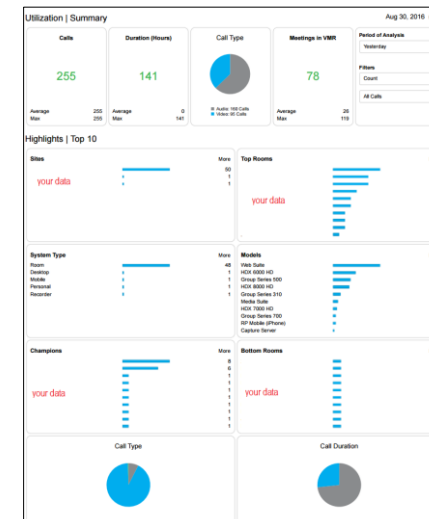 Utilization | Summary
Aug 30, 2016
Calls
255
Average 255
Max 255
Duration (Hours)
141
Average 0
Max 141
Call Type
Audio: 160 Calls
Video: 95 Calls
Meetings in VMR
78
Average 26
Max 119
Period of Analysis
Yesterday
Filters
Count
All Calls
Highlights | Top 10
Sites More
50
1
1
your data
Top Rooms
your data
System Type More
Room 48
Desktop 1
Mobile 1
Personal 1
Recorder 1
Models
Web Suite
HDX 6000 HD
Group Series 500
HDX 8000 HD
Group Series 310
Media Suite
HDX 7000 HD
Group Series 700
RP Mobile (iPhone)
Capture Server
Champions More
8
6
1
1
1
1
1
1
1
1
your data
Bottom Rooms
your data
Call Type
Call Duration